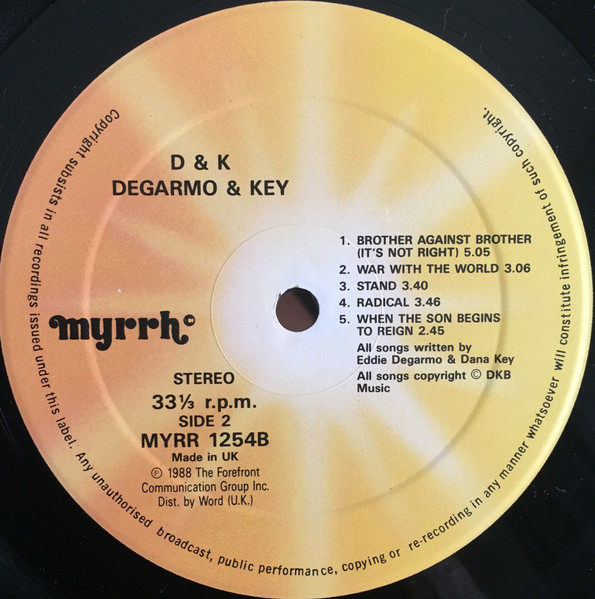 D & K
DEGARMO & KEY
1. BROTHER AGAINST BROTHER
(IT'S NOT RIGHT) 5.05
2. WAR WITH THE WORLD 3.06
3. STAND 3.40
4. RADICAL 3.46
5. WHEN THE SON BEGINS
TO REIGN 2.45
All songs written by
Eddie Degarmo & Dana Key
All songs copyright © DKB
Music
myrrh
STEREO
33⅓ r.p.m.
SIDE 2
MYRR 1254B
Made in UK
℗ 1988 The Forefront
Communication Group Inc.
Dist. by Word (U.K.)
Copyright subsists in all recordings issued under this label. Any unauthorised broadcast, public performance, copying or re-recording in any manner whatsoever will constitute infringement of such copyright.